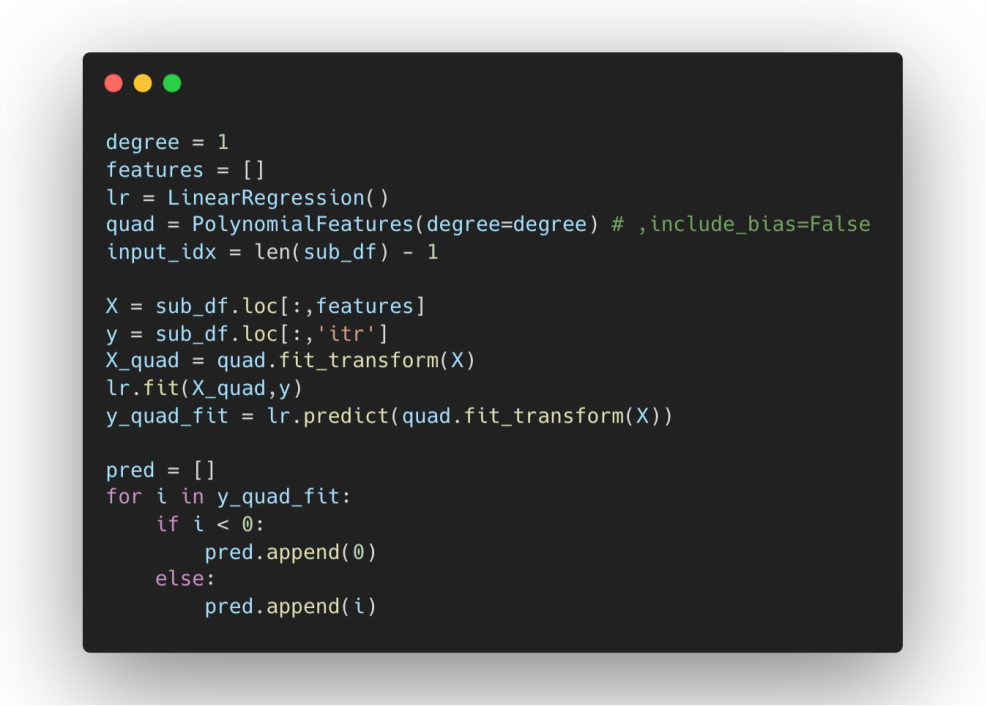 degree = 1
features = []
lr = LinearRegression()
quad = PolynomialFeatures(degree=degree) # ,include_bias=False
input_idx = len(sub_df) - 1
X = sub_df.loc[:,features]
y = sub_df.loc[:,'itr']
X_quad = quad.fit_transform(X)
lr.fit(X_quad,y)
y_quad_fit = lr.predict(quad.fit_transform(X))
pred = []
for i in y_quad_fit:
    if i < 0:
        pred.append(0)
    else:
        pred.append(i)